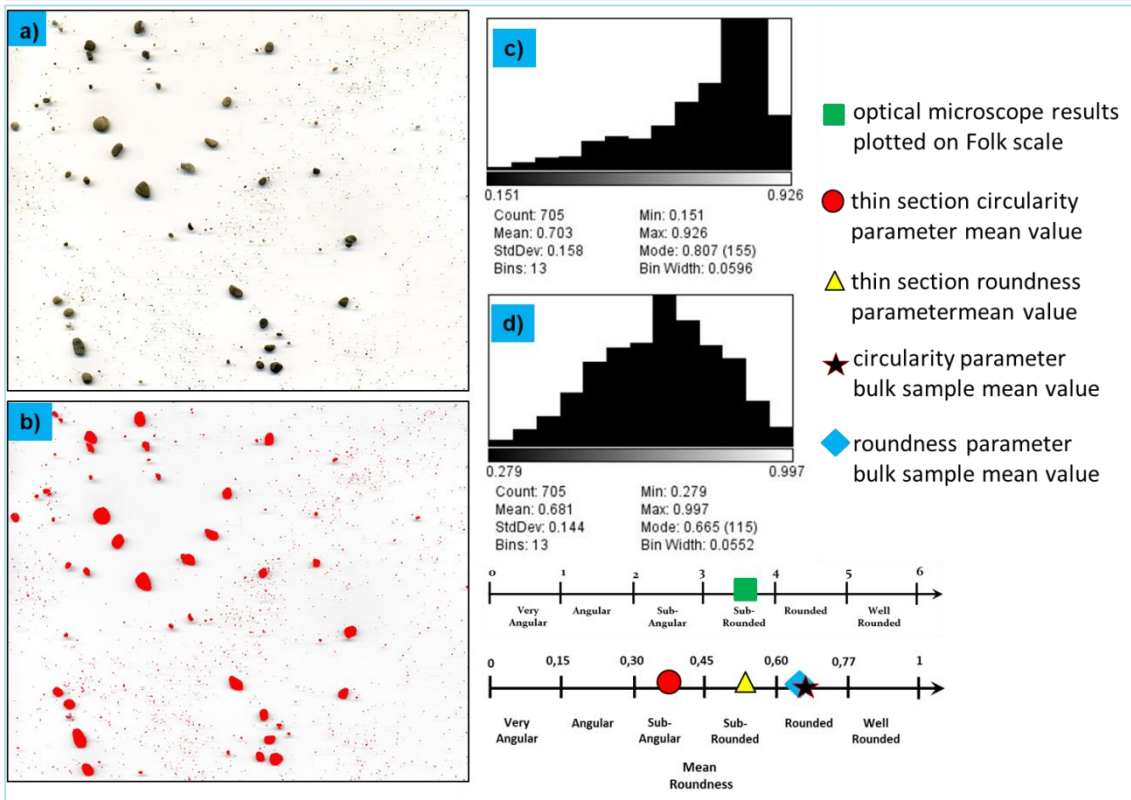 a)
b)
c)
0.151 0.926
Count: 705 Min: 0.151
Mean: 0.703 Max: 0.926
StdDev: 0.158 Mode: 0.807 (155)
Bins: 13 Bin Width: 0.0596
d)
0.279 0.997
Count: 705 Min: 0.279
Mean: 0.681 Max: 0.997
StdDev: 0.144 Mode: 0.665 (115)
Bins: 13 Bin Width: 0.0552
optical microscope results
plotted on Folk scale
thin section circularity
parameter mean value
thin section roundness
parametermean value
circularity parameter
bulk sample mean value
roundness parameter
bulk sample mean value
0 1 2 3 4 5 6
Very Angular Sub- Sub- Rounded Well
Angular Angular Rounded Rounded
0 0,15 0,30 0,45 0,60 0,77 1
Very Angular Sub- Sub- Rounded Well
Angular Angular Rounded Rounded
Mean
Roundness